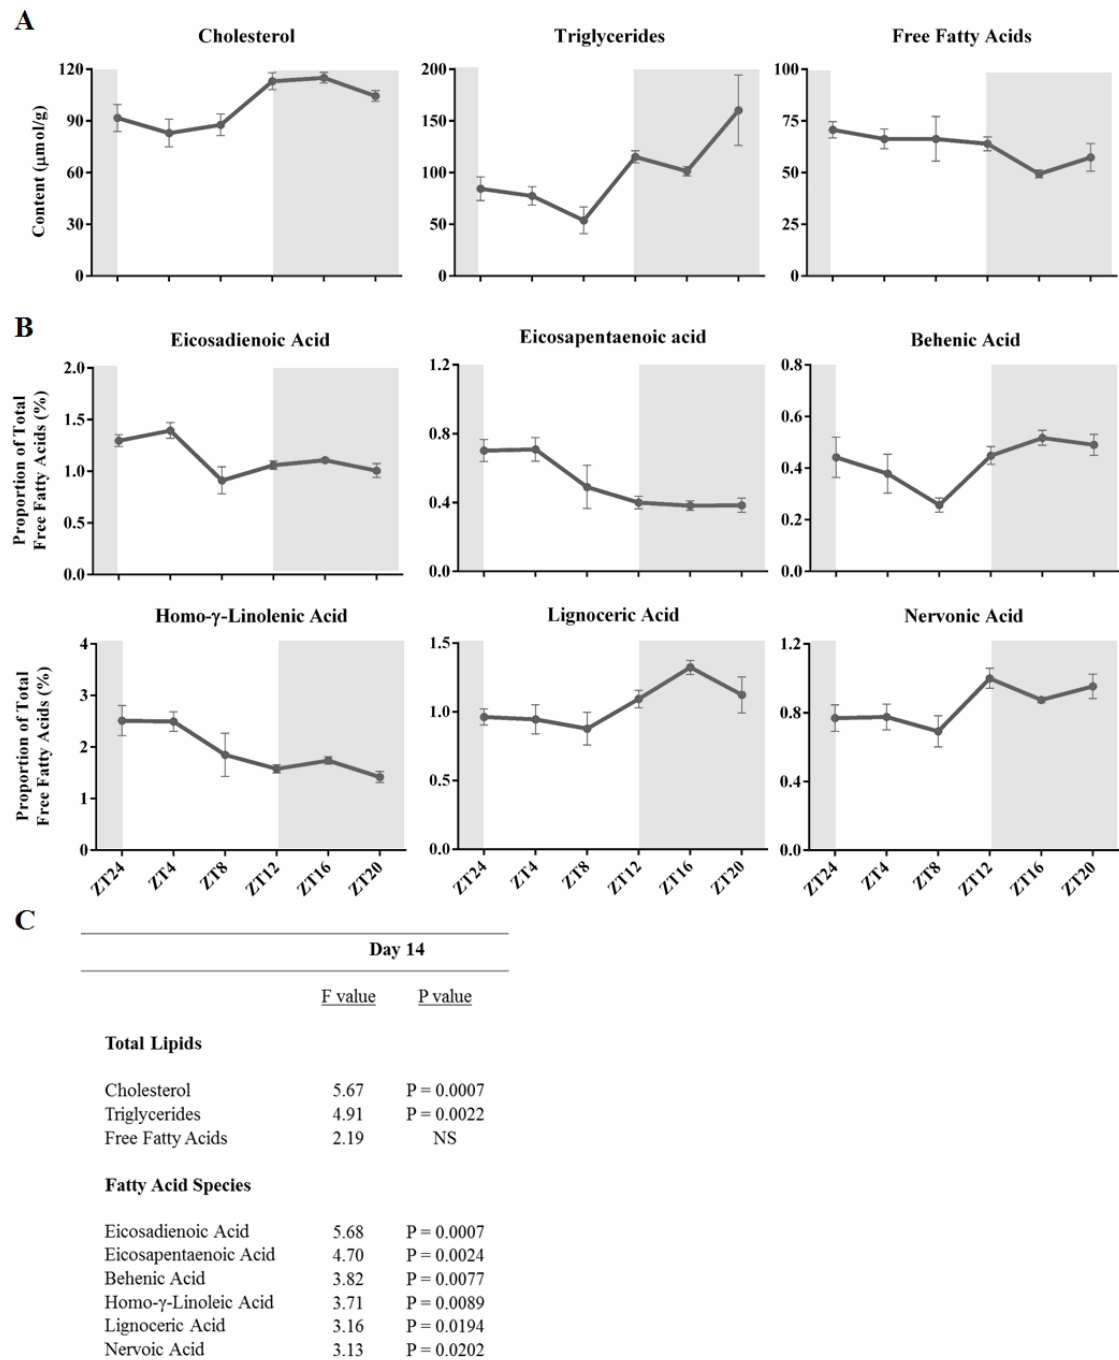 A
Cholesterol
Triglycerides
Free Fatty Acids
Content (µmol/g)
120
90
60
30
0
200
150
100
50
0
100
75
50
25
0
B
Eicosadienoic Acid
Eicosapentaenoic acid
Behenic Acid
Proportion of Total
Free Fatty Acids (%)
2.0
1.5
1.0
0.5
0.0
1.2
0.8
0.4
0.0
0.8
0.6
0.4
0.2
0.0
Homo-γ-Linolenic Acid
Lignoceric Acid
Nervonic Acid
Proportion of Total
Free Fatty Acids (%)
4
3
2
1
0
1.5
1.0
0.5
0.0
1.2
0.8
0.4
0.0
ZT24 ZT4 ZT8 ZT12 ZT16 ZT20
ZT24 ZT4 ZT8 ZT12 ZT16 ZT20
ZT24 ZT4 ZT8 ZT12 ZT16 ZT20
C
Day 14
F value P value
Total Lipids
Cholesterol 5.67 P = 0.0007
Triglycerides 4.91 P = 0.0022
Free Fatty Acids 2.19 NS
Fatty Acid Species
Eicosadienoic Acid 5.68 P = 0.0007
Eicosapentaenoic Acid 4.70 P = 0.0024
Behenic Acid 3.82 P = 0.0077
Homo-γ-Linoleic Acid 3.71 P = 0.0089
Lignoceric Acid 3.16 P = 0.0194
Nervoic Acid 3.13 P = 0.0202